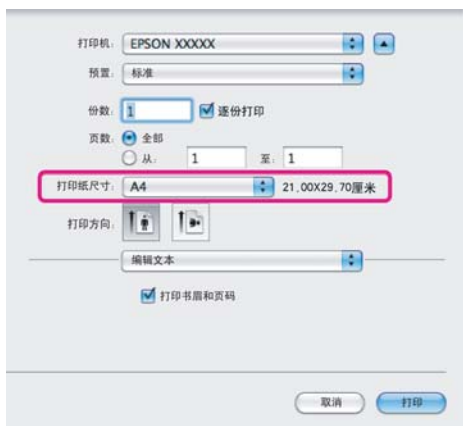 打印机: EPSON XXXXX
预置: 标准
份数: 1 逐份打印
页数: 全部
从: 1 至: 1
打印纸尺寸: A4 21.00X29.70厘米
打印方向:
编辑文本
打印书眉和页码
取消 打印